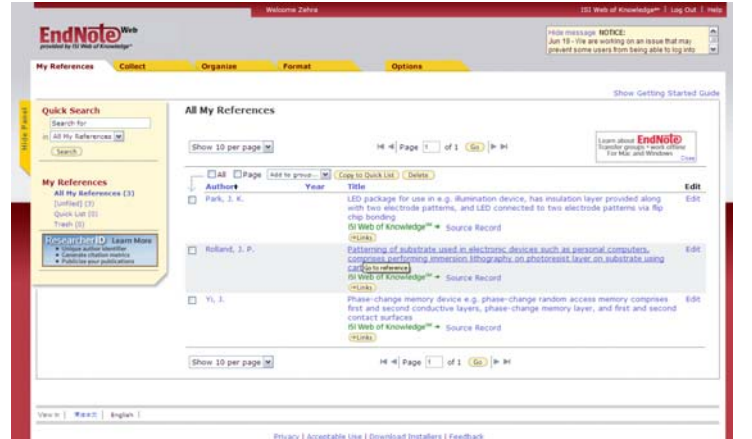 Welcome Zehra
ISI Web of Knowledge℠ | Log Out | Help
EndNote Web
provided by ISI Web of Knowledge℠
Hide message NOTICE:
Jun 19 - We are working on an issue that may
prevent some users from being able to log into
My References Collect Organize Format Options
Show Getting Started Guide
Hide Panel
Quick Search
Search for
in All My References
Search
My References
All My References (3)
[Unfiled] (3)
Quick List (0)
Trash (0)
ResearcherID Learn More
• Unique author identifier
• Generate citation metrics
• Publicize your publications
All My References
Show 10 per page
Page 1 of 1 Go
Learn about EndNote
Transfer groups • work offline
For Mac and Windows
Close
All Page Add to group... Copy to Quick List Delete
Author Year Title Edit
Park, J. K.
LED package for use in e.g. illumination device, has insulation layer provided along
with two electrode patterns, and LED connected to two electrode patterns via flip
chip bonding
Edit
ISI Web of Knowledge℠ → Source Record
+Links
Rolland, J. P.
Patterning of substrate used in electronic devices such as personal computers,
comprises performing immersion lithography on photoresist layer on substrate using
Edit
Go to reference
ISI Web of Knowledge℠ → Source Record
+Links
Yi, J.
Phase-change memory device e.g. phase-change random access memory comprises
first and second conductive layers, phase-change memory layer, and first and second
contact surfaces
Edit
ISI Web of Knowledge℠ → Source Record
+Links
Show 10 per page
Page 1 of 1 Go
View in | English |
Privacy | Acceptable Use | Download Installers | Feedback